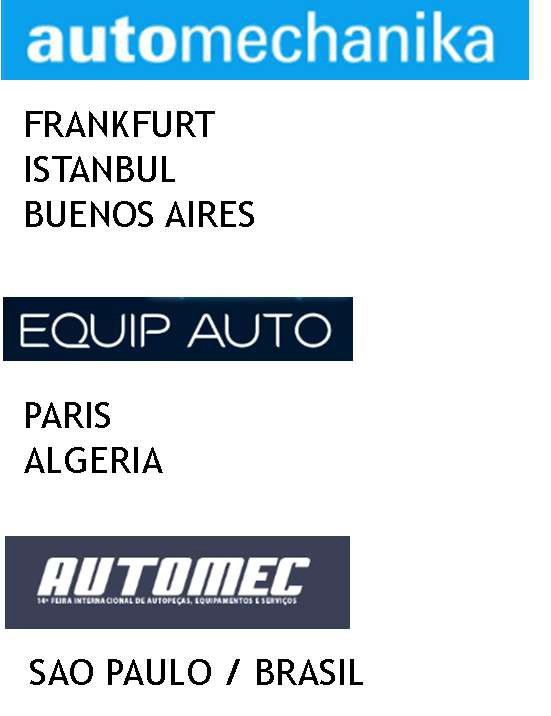 automechanika
FRANKFURT
ISTANBUL
BUENOS AIRES
EQUIP AUTO
PARIS
ALGERIA
AUTOMEC
14ª FEIRA INTERNACIONAL DE AUTOPEÇAS, EQUIPAMENTOS E SERVIÇOS
SAO PAULO / BRASIL